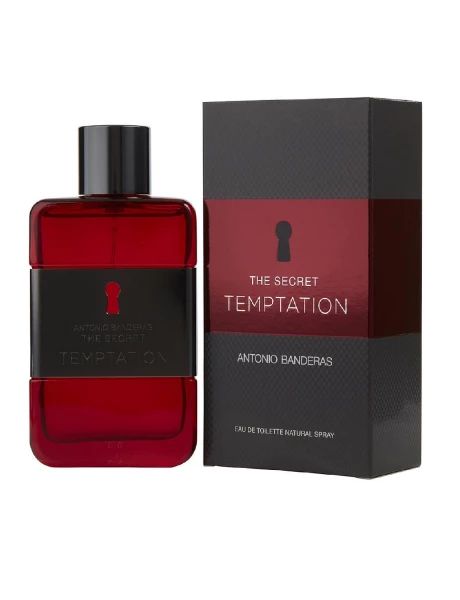 ANTONIO BANDERAS
THE SECRET
TEMPTATION
THE SECRET
TEMPTATION
ANTONIO BANDERAS
EAU DE TOILETTE NATURAL SPRAY